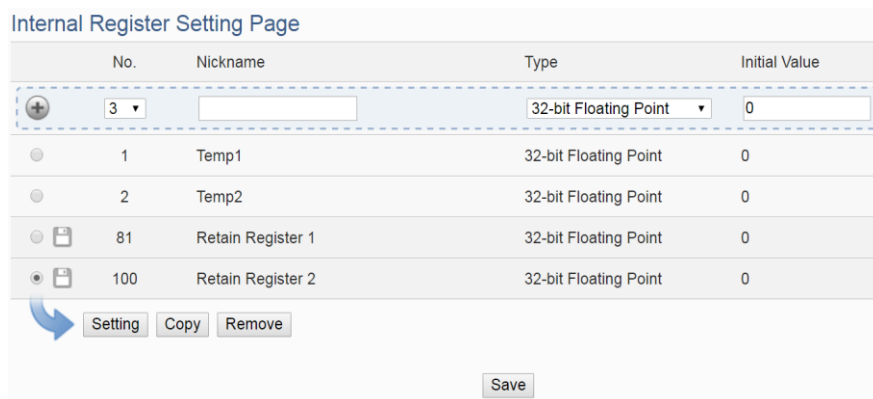 Internal Register Setting Page
No. Nickname Type Initial Value
3 32-bit Floating Point 0
1 Temp1 32-bit Floating Point 0
2 Temp2 32-bit Floating Point 0
81 Retain Register 1 32-bit Floating Point 0
100 Retain Register 2 32-bit Floating Point 0
Setting Copy Remove
Save